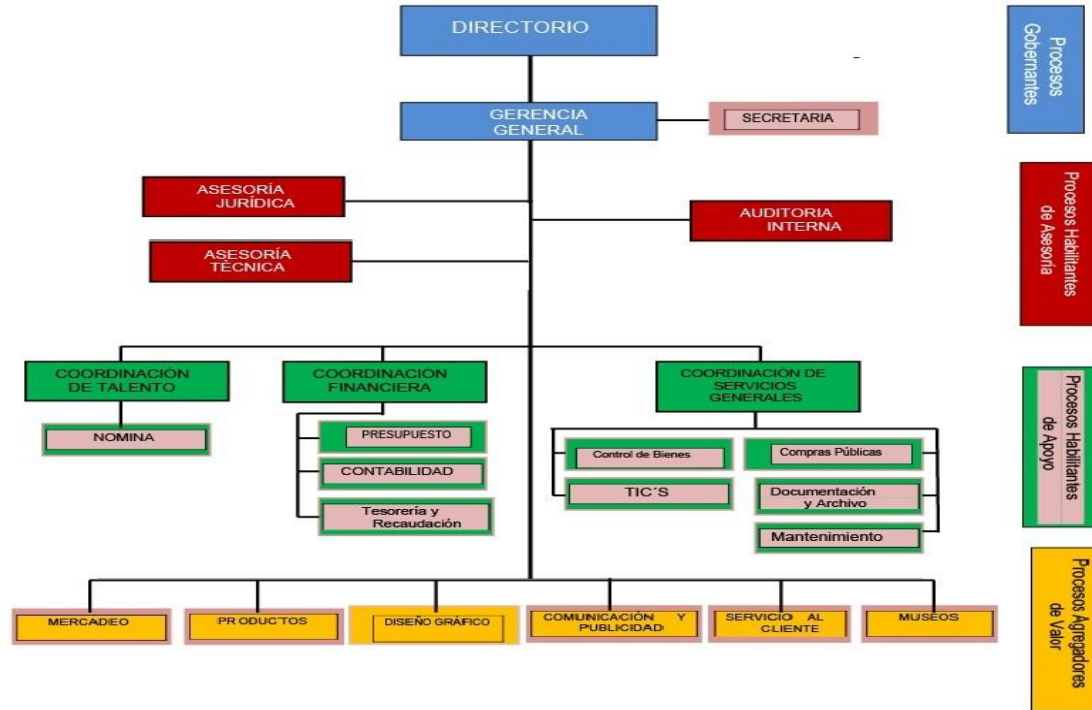 DIRECTORIO
Procesos
Gobernantes
GERENCIA
GENERAL
SECRETARIA
ASESORÍA
JURÍDICA
AUDITORIA
INTERNA
Procesos Habilitantes
de Asesoría
ASESORÍA
TÉCNICA
COORDINACIÓN
DE TALENTO
COORDINACIÓN
FINANCIERA
COORDINACIÓN DE
SERVICIOS
GENERALES
Procesos Habilitantes
de Apoyo
NOMINA
PRESUPUESTO
CONTABILIDAD
Tesorería y
Recaudación
Control de Bienes
TIC´S
Compras Públicas
Documentación
y Archivo
Mantenimiento
MERCADEO
PRODUCTOS
DISEÑO GRÁFICO
COMUNICACIÓN Y
PUBLICIDAD
SERVICIO AL
CLIENTE
MUSEOS
Procesos Agregadores
de Valor